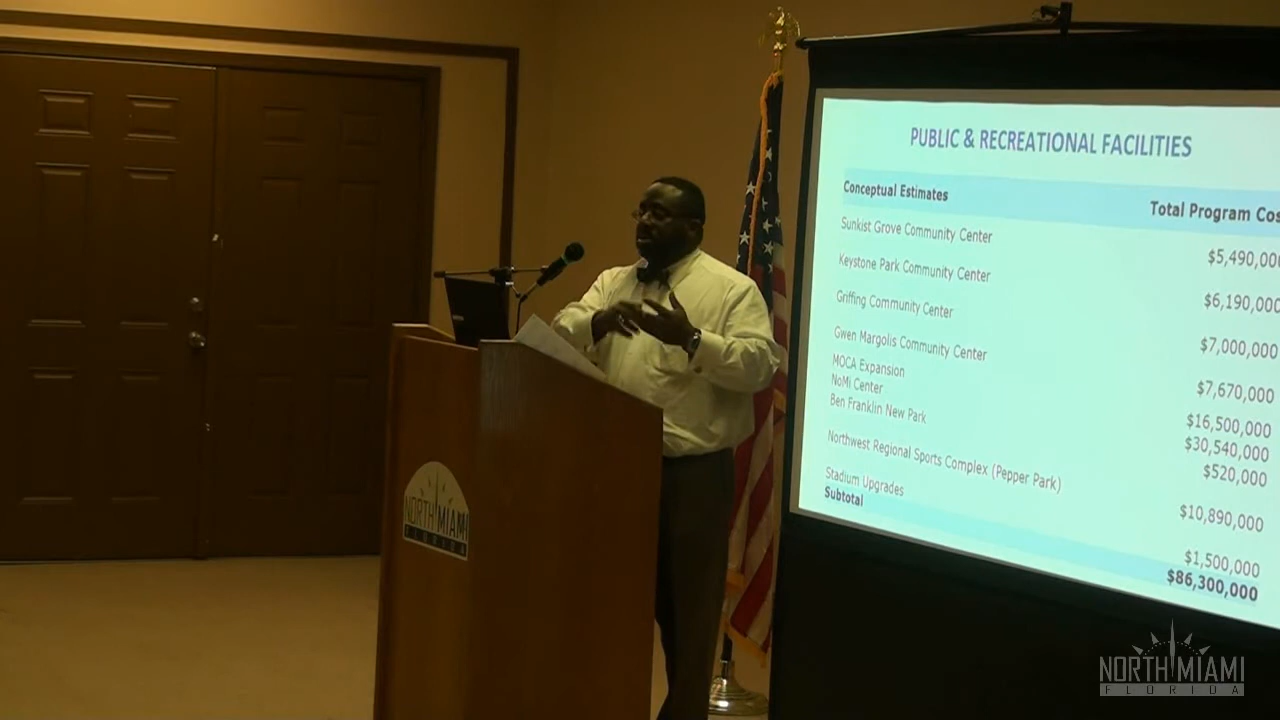 PUBLIC & RECREATIONAL FACILITIES
Conceptual Estimates Total Program Cos
Sunkist Grove Community Center $5,490,000
Keystone Park Community Center $6,190,000
Griffing Community Center $7,000,000
Gwen Margolis Community Center $7,670,000
MOCA Expansion $16,500,000
NoMi Center $30,540,000
Ben Franklin New Park $520,000
Northwest Regional Sports Complex (Pepper Park) $10,890,000
Stadium Upgrades $1,500,000
Subtotal $86,300,000
NORTH MIAMI
FLORIDA
NORTH MIAMI
FLORIDA